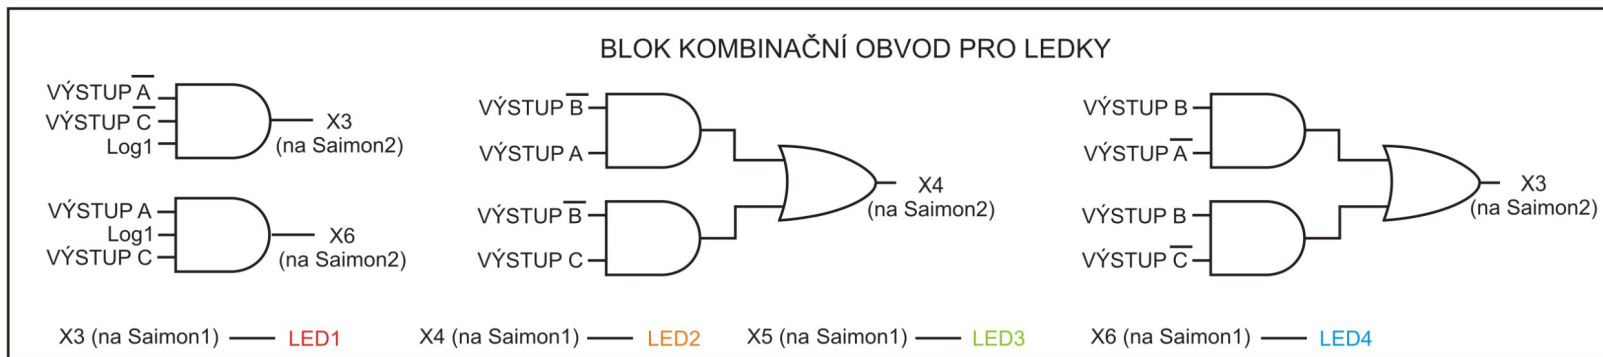 BLOK KOMBINAČNÍ OBVOD PRO LEDKY
VÝSTUP A̅
VÝSTUP C̅
Log1
X3
(na Saimon2)
VÝSTUP A
Log1
VÝSTUP C
X6
(na Saimon2)
VÝSTUP B̅
VÝSTUP A
VÝSTUP B̅
VÝSTUP C
X4
(na Saimon2)
VÝSTUP B
VÝSTUP A̅
VÝSTUP B
VÝSTUP C̅
X3
(na Saimon2)
X3 (na Saimon1) LED1
X4 (na Saimon1) LED2
X5 (na Saimon1) LED3
X6 (na Saimon1) LED4